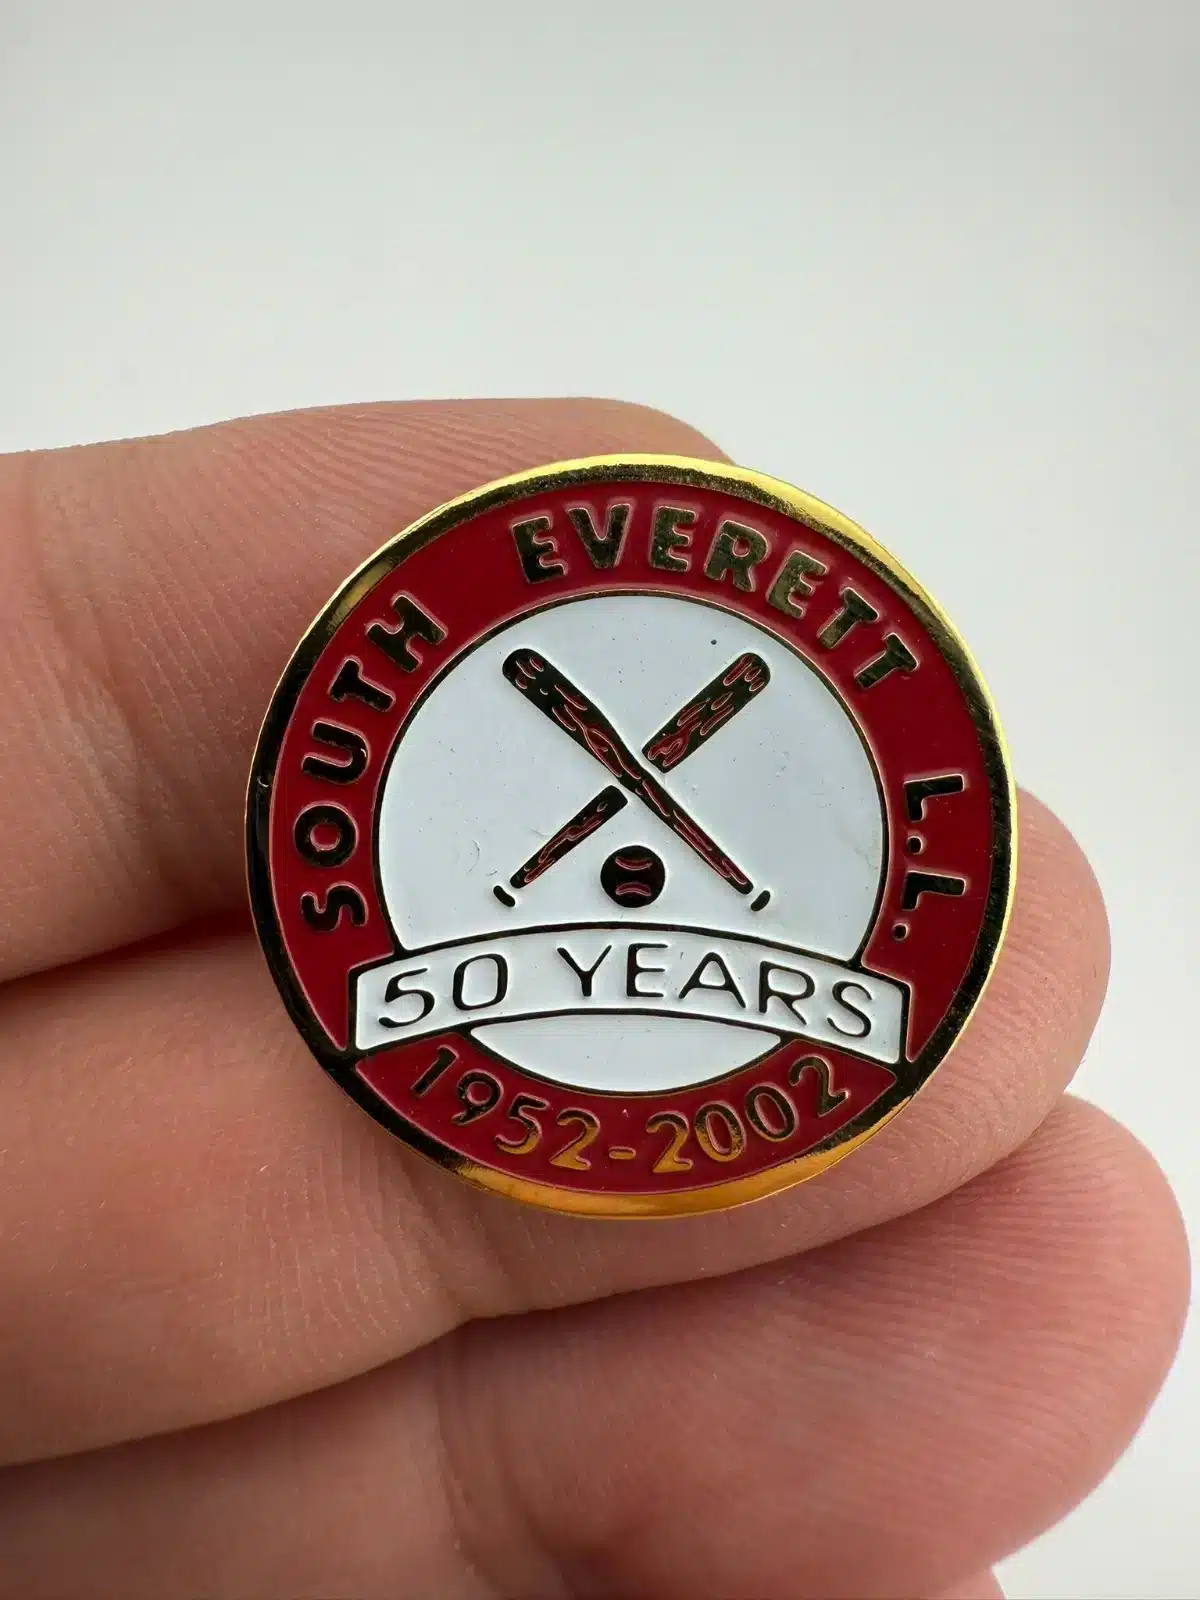 SOUTH EVERETT L.L.
50 YEARS
1952-2002